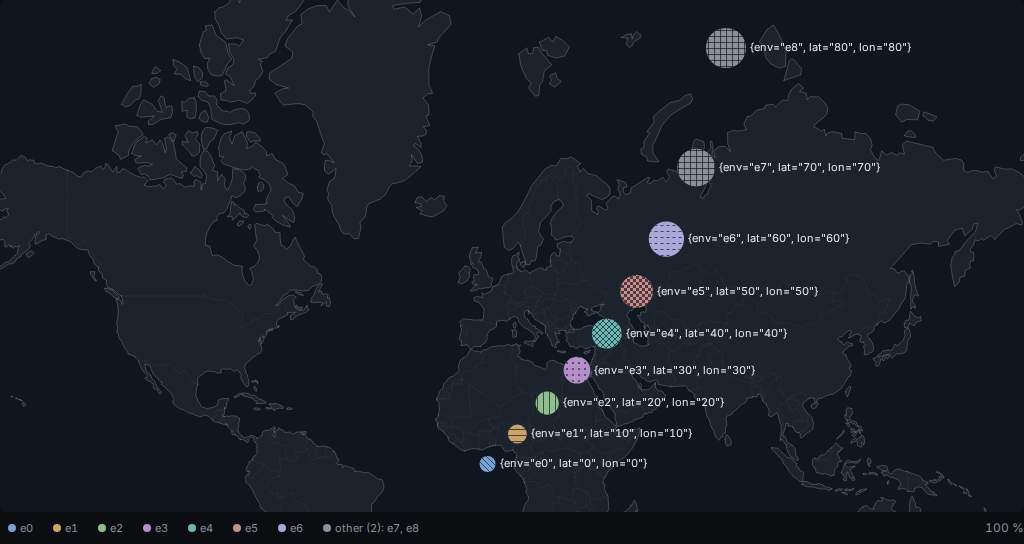 {env="e8", lat="80", lon="80"}
{env="e7", lat="70", lon="70"}
{env="e6", lat="60", lon="60"}
{env="e5", lat="50", lon="50"}
{env="e4", lat="40", lon="40"}
{env="e3", lat="30", lon="30"}
{env="e2", lat="20", lon="20"}
{env="e1", lat="10", lon="10"}
{env="e0", lat="0", lon="0"}
e0 e1 e2 e3 e4 e5 e6 other (2): e7, e8 100 %